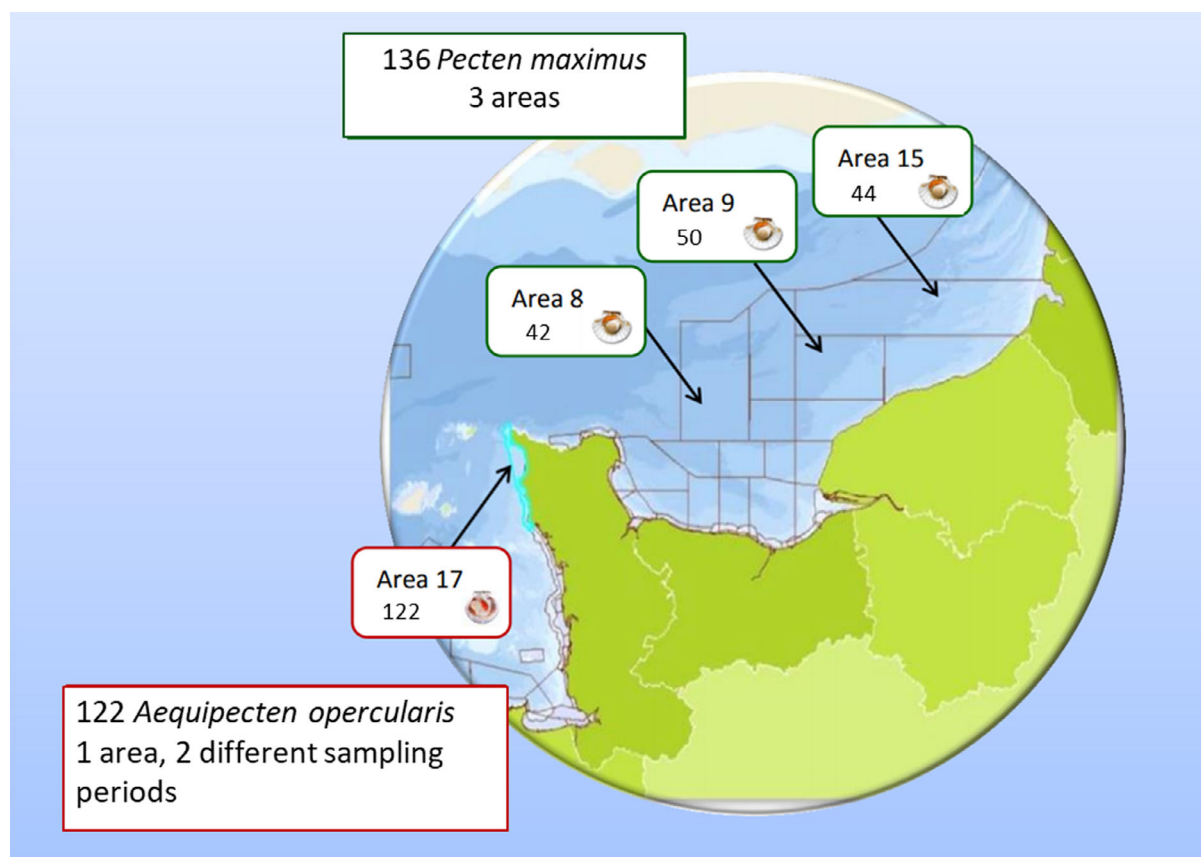 136 Pecten maximus
3 areas
Area 15
44
Area 9
50
Area 8
42
Area 17
122
122 Aequipecten opercularis
1 area, 2 different sampling
periods